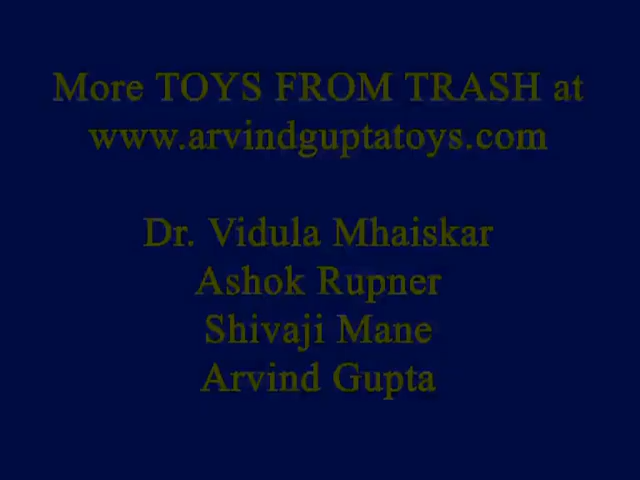 More TOYS FROM TRASH at
www.arvindguptatoys.com
Dr. Vidula Mhaiskar
Ashok Rupner
Shivaji Mane
Arvind Gupta